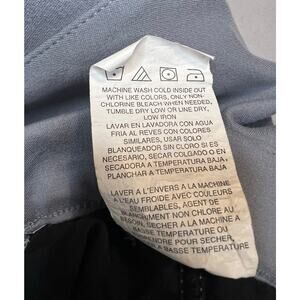 MACHINE WASH COLD INSIDE OUT
WITH LIKE COLORS, ONLY NON-
CHLORINE BLEACH WHEN NEEDED,
TUMBLE DRY LOW OR LINE DRY,
LOW IRON
LAVAR EN LAVADORA CON AGUA
FRIA AL REVES CON COLORES
SIMILARES, USAR SOLO
BLANQUEADOR SIN CLORO SI ES
NECESARIO, SECAR COLGADO O EN
SECADORA A TEMPERATURA BAJA,
PLANCHAR A TEMPERATURA BAJA
LAVER A L'ENVERS A LA MACHINE
A L'EAU FROIDE AVEC COULEURS
SEMBLABLES, AGENT DE
BLANCHIMENT NON CHLORE AU
BESOIN, SECHER A LA MACHINE A
BASSE TEMPERATURE OU
SUSPENDRE POUR SECHER,
A BASSE TEMPERATURE